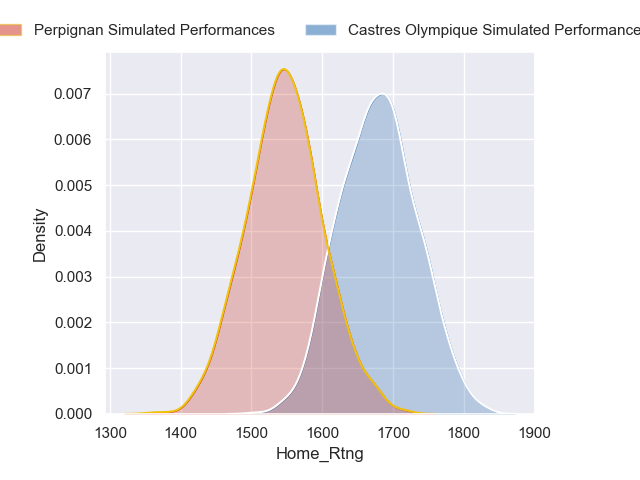 Perpignan Simulated Performances
Castres Olympique Simulated Performance
0.007
0.006
0.005
0.004
0.003
0.002
0.001
0.000
Density
1300 1400 1500 1600 1700 1800 1900
Home_Rtng